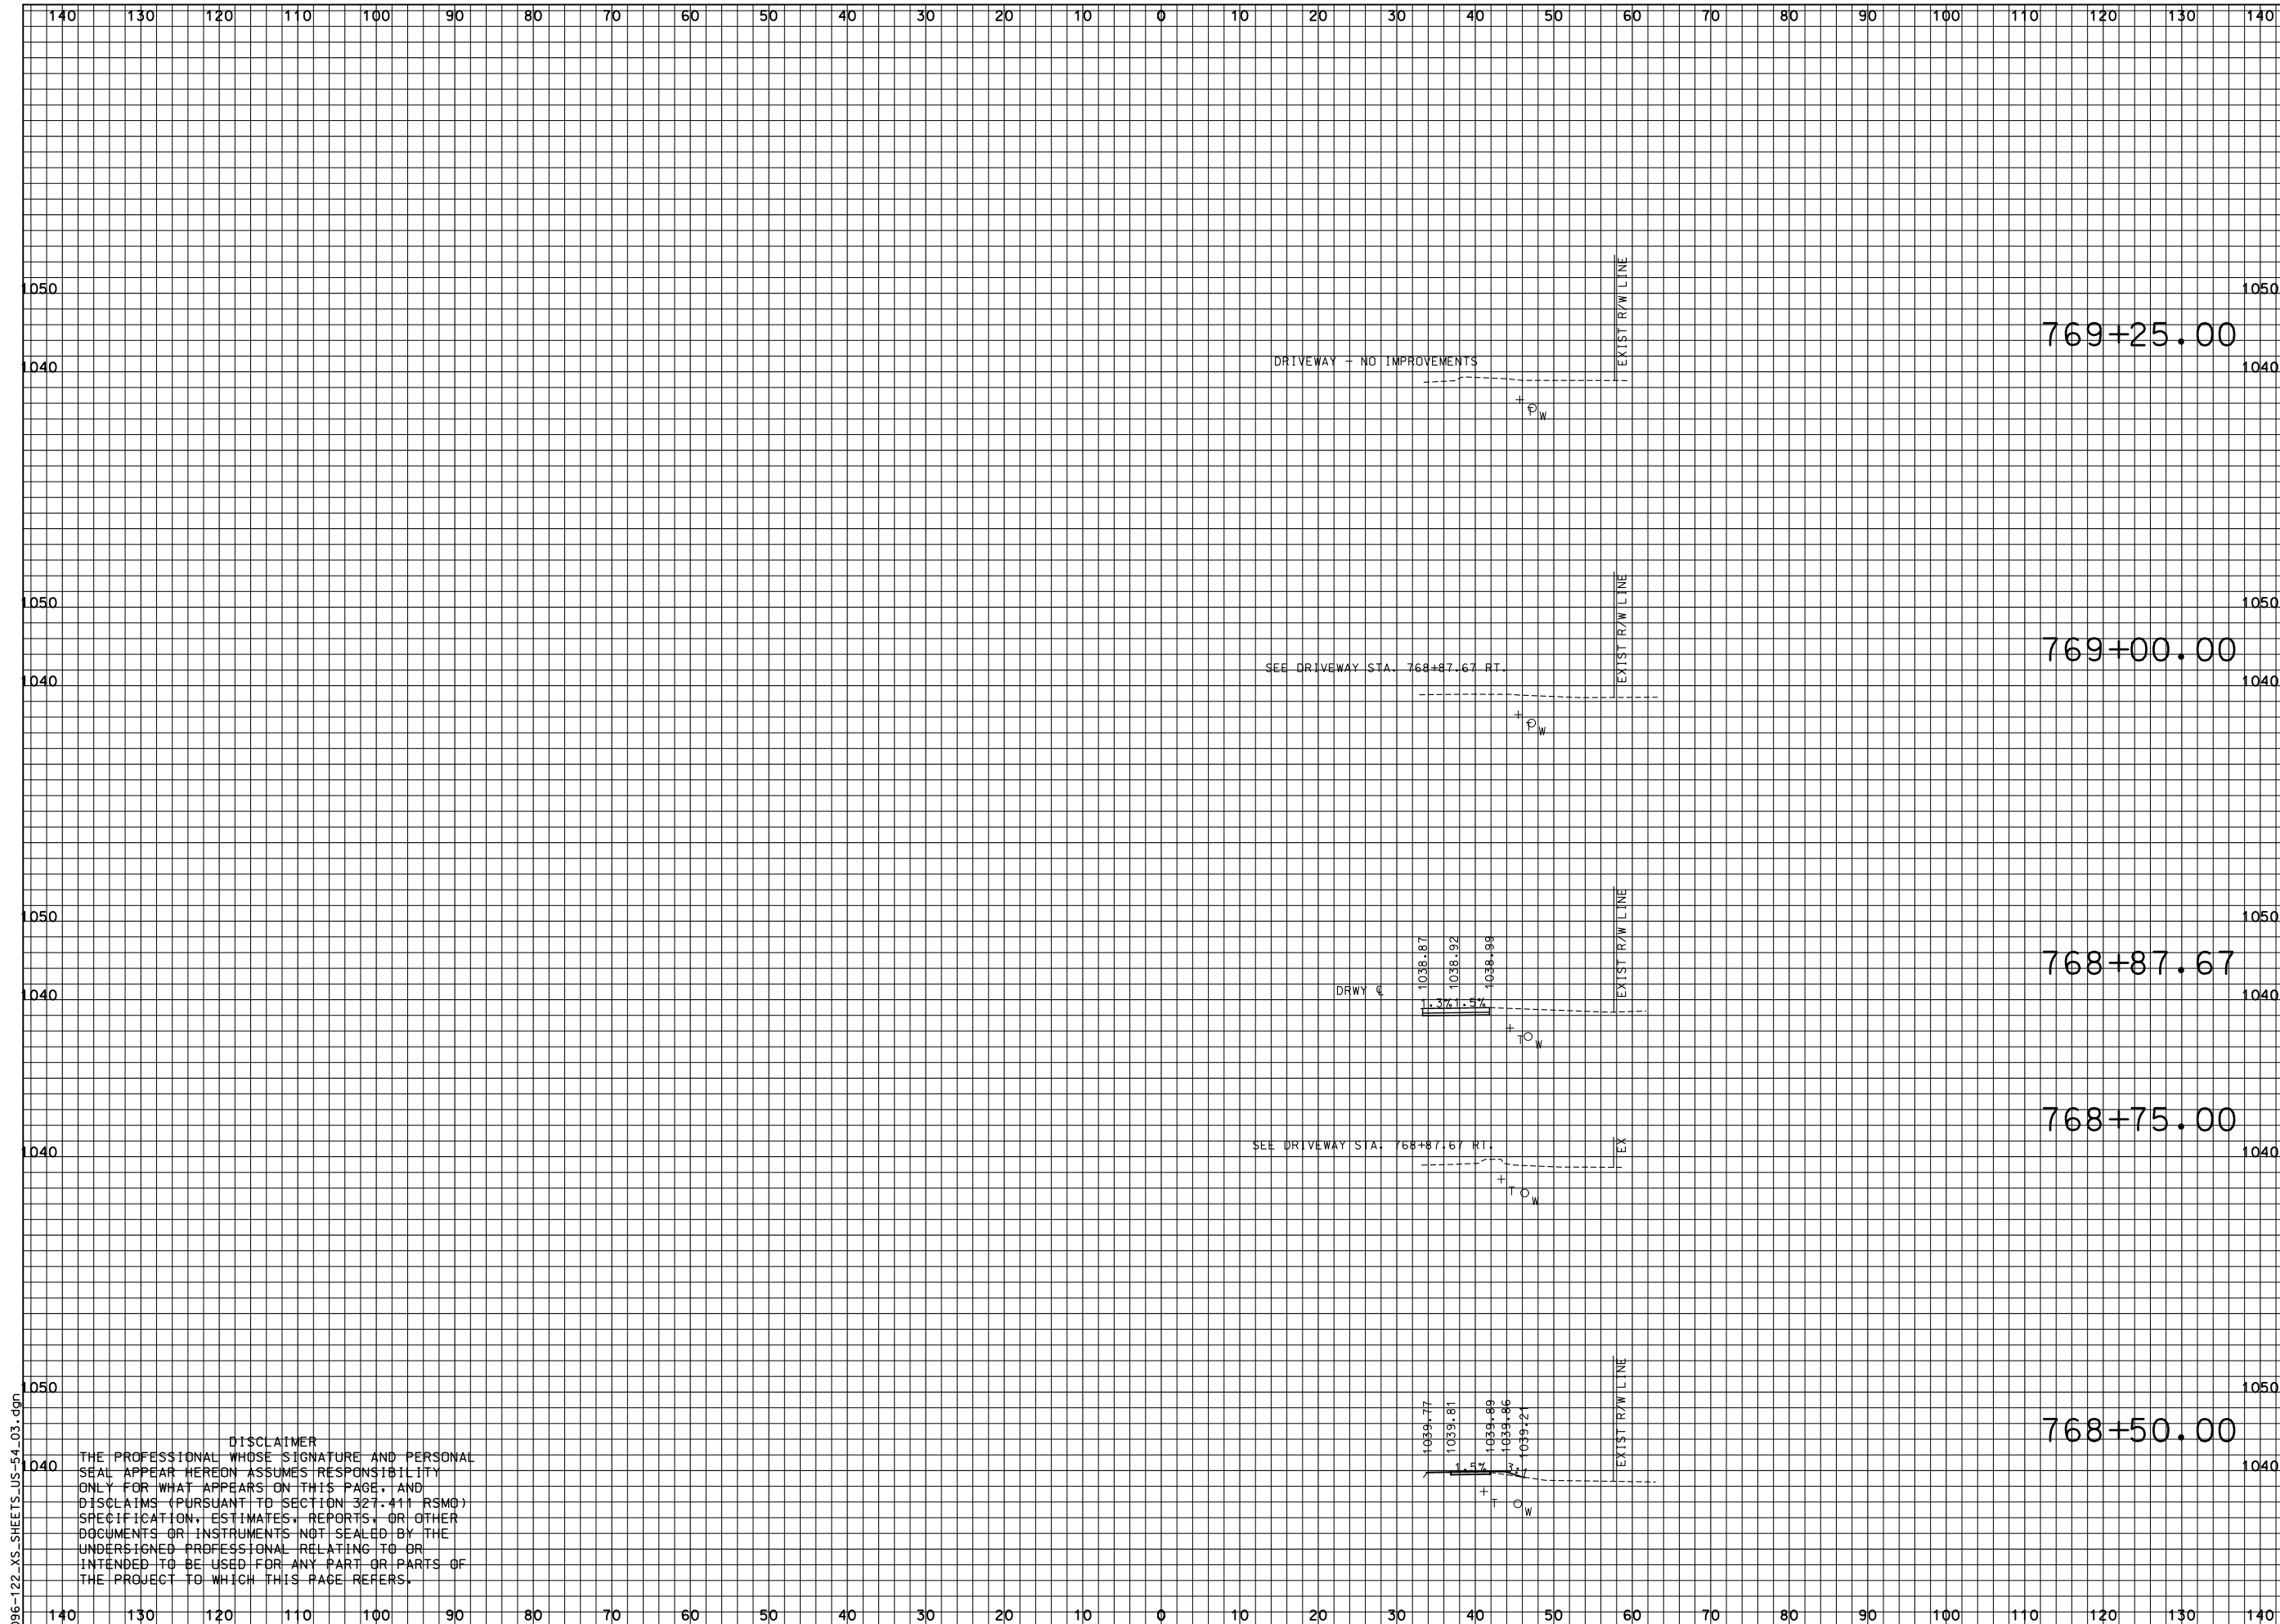 140 130 120 110 100 90 80 70 60 50 40 30 20 10 0 10 20 30 40 50 60 70 80 90 100 110 120 130 140
EXIST R/W LINE
1050 1050
769+25.00
DRIVEWAY - NO IMPROVEMENTS
1040 1040
+ T W
EXIST R/W LINE
1050 1050
769+00.00
SEE DRIVEWAY STA. 768+87.67 RT.
1040 1040
+ T W
EXIST R/W LINE
1050 1050
1038.87 1038.92 1038.99
768+87.67
DRWY ℄
1040 1040
1.3% 1.5%
+ T W
768+75.00
SEE DRIVEWAY STA. 768+87.67 RT.
EX
1040 1040
+ T W
EXIST R/W LINE
1050 1050
1039.77 1039.81 1039.89 1039.86 1039.21
768+50.00
1040 1040
1.5%
+ T W
DISCLAIMER
THE PROFESSIONAL WHOSE SIGNATURE AND PERSONAL
SEAL APPEAR HEREON ASSUMES RESPONSIBILITY
ONLY FOR WHAT APPEARS ON THIS PAGE, AND
DISCLAIMS (PURSUANT TO SECTION 327.411 RSMO)
SPECIFICATION, ESTIMATES, REPORTS, OR OTHER
DOCUMENTS OR INSTRUMENTS NOT SEALED BY THE
UNDERSIGNED PROFESSIONAL RELATING TO OR
INTENDED TO BE USED FOR ANY PART OR PARTS OF
THE PROJECT TO WHICH THIS PAGE REFERS.
096-122_XS_SHEETS_US-54_03.dgn
140 130 120 110 100 90 80 70 60 50 40 30 20 10 0 10 20 30 40 50 60 70 80 90 100 110 120 130 140